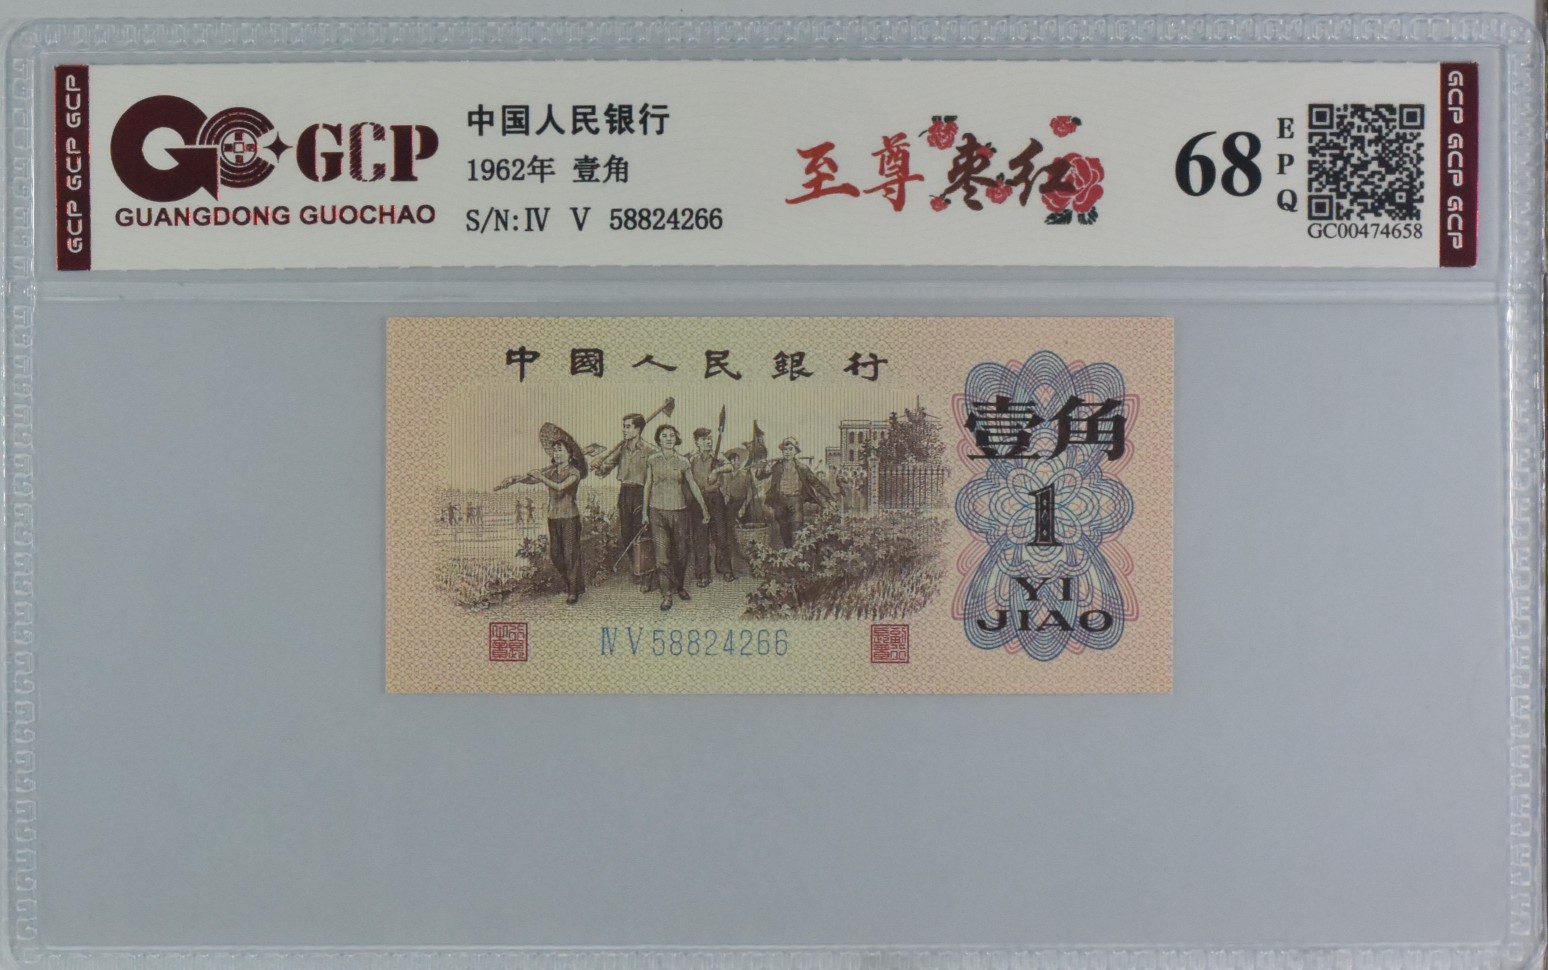 GCP GCP GCP
GCP
GUANGDONG GUOCHAO
中国人民银行
1962年 壹角
S/N:Ⅳ Ⅴ 58824266
至尊枣红
68
EPQ
GC00474658
GCP GCP GCP
中國人民銀行
壹角
1
YI
JIAO
ⅣⅤ58824266